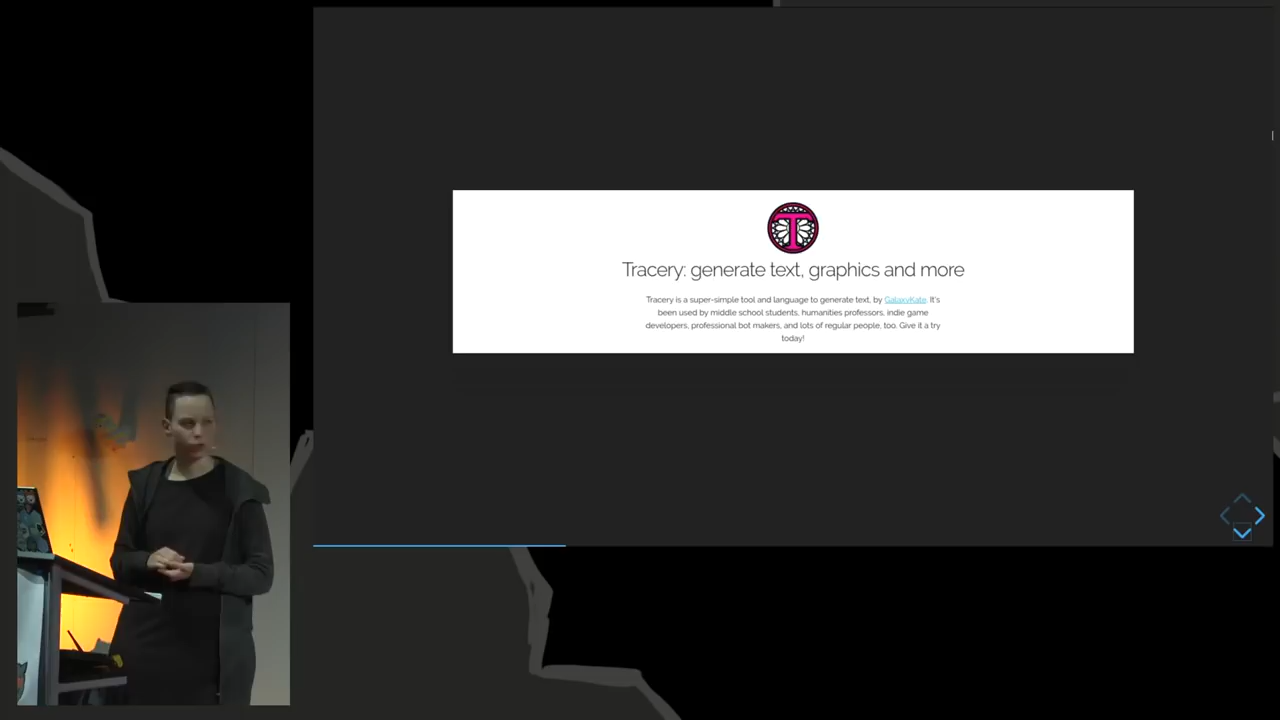 T
Tracery: generate text, graphics and more
Tracery is a super-simple tool and language to generate text, by GalaxyKate. It's
been used by middle school students, humanities professors, indie game
developers, professional bot makers, and lots of regular people, too. Give it a try
today!